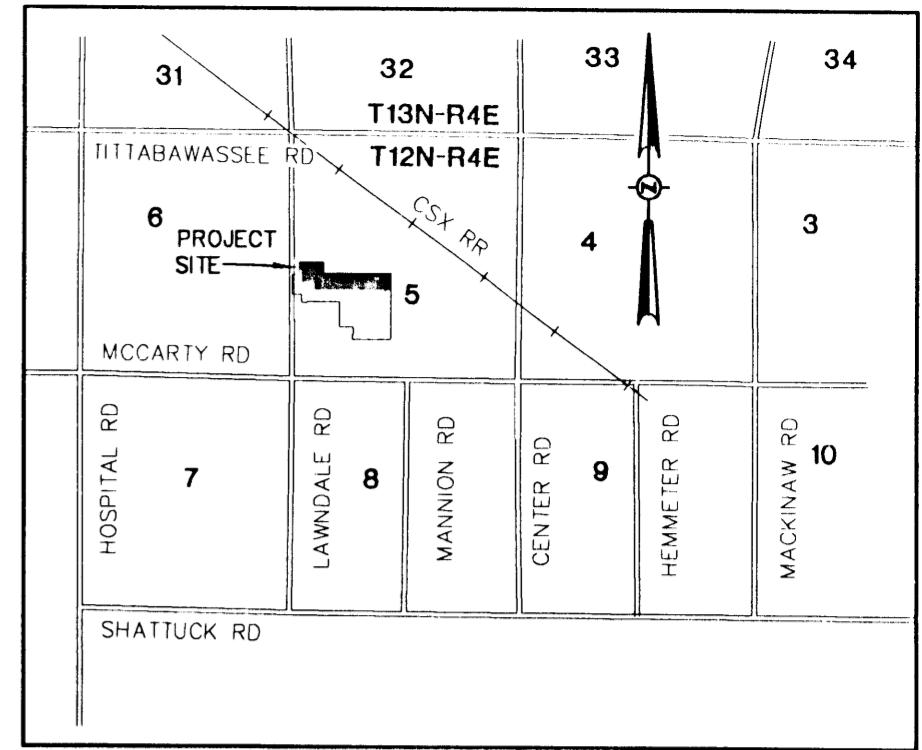 31
32
33
34
T13N-R4E
TITTABAWASSEE RD
T12N-R4E
CSX RR
6
PROJECT
SITE
5
4
3
N
MCCARTY RD
HOSPITAL RD
7
LAWNDALE RD
8
MANNION RD
CENTER RD
9
HEMMETER RD
MACKINAW RD
10
SHATTUCK RD